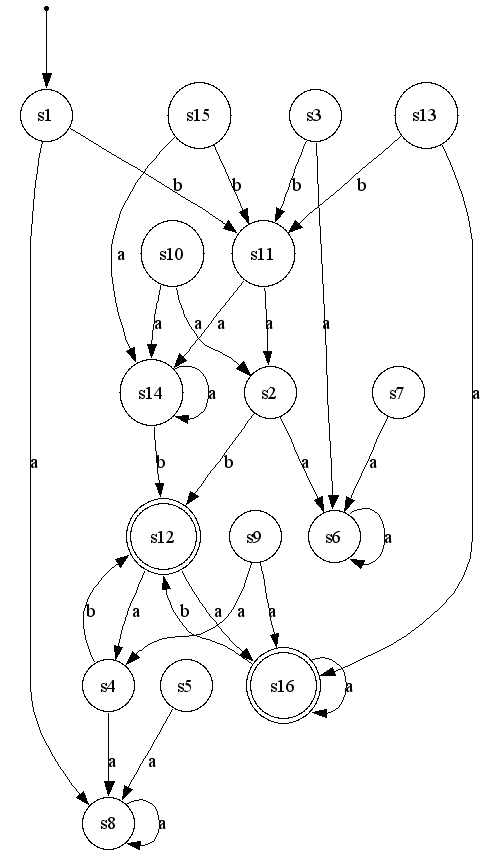 s1 s15 s3 s13
b b b b
s10 s11
a
a a a a a
s14 s2 s7
a a
a b b a a
s12 s9 s6
a
b a b a a a
s4 s5 s16
a
a a
s8
a